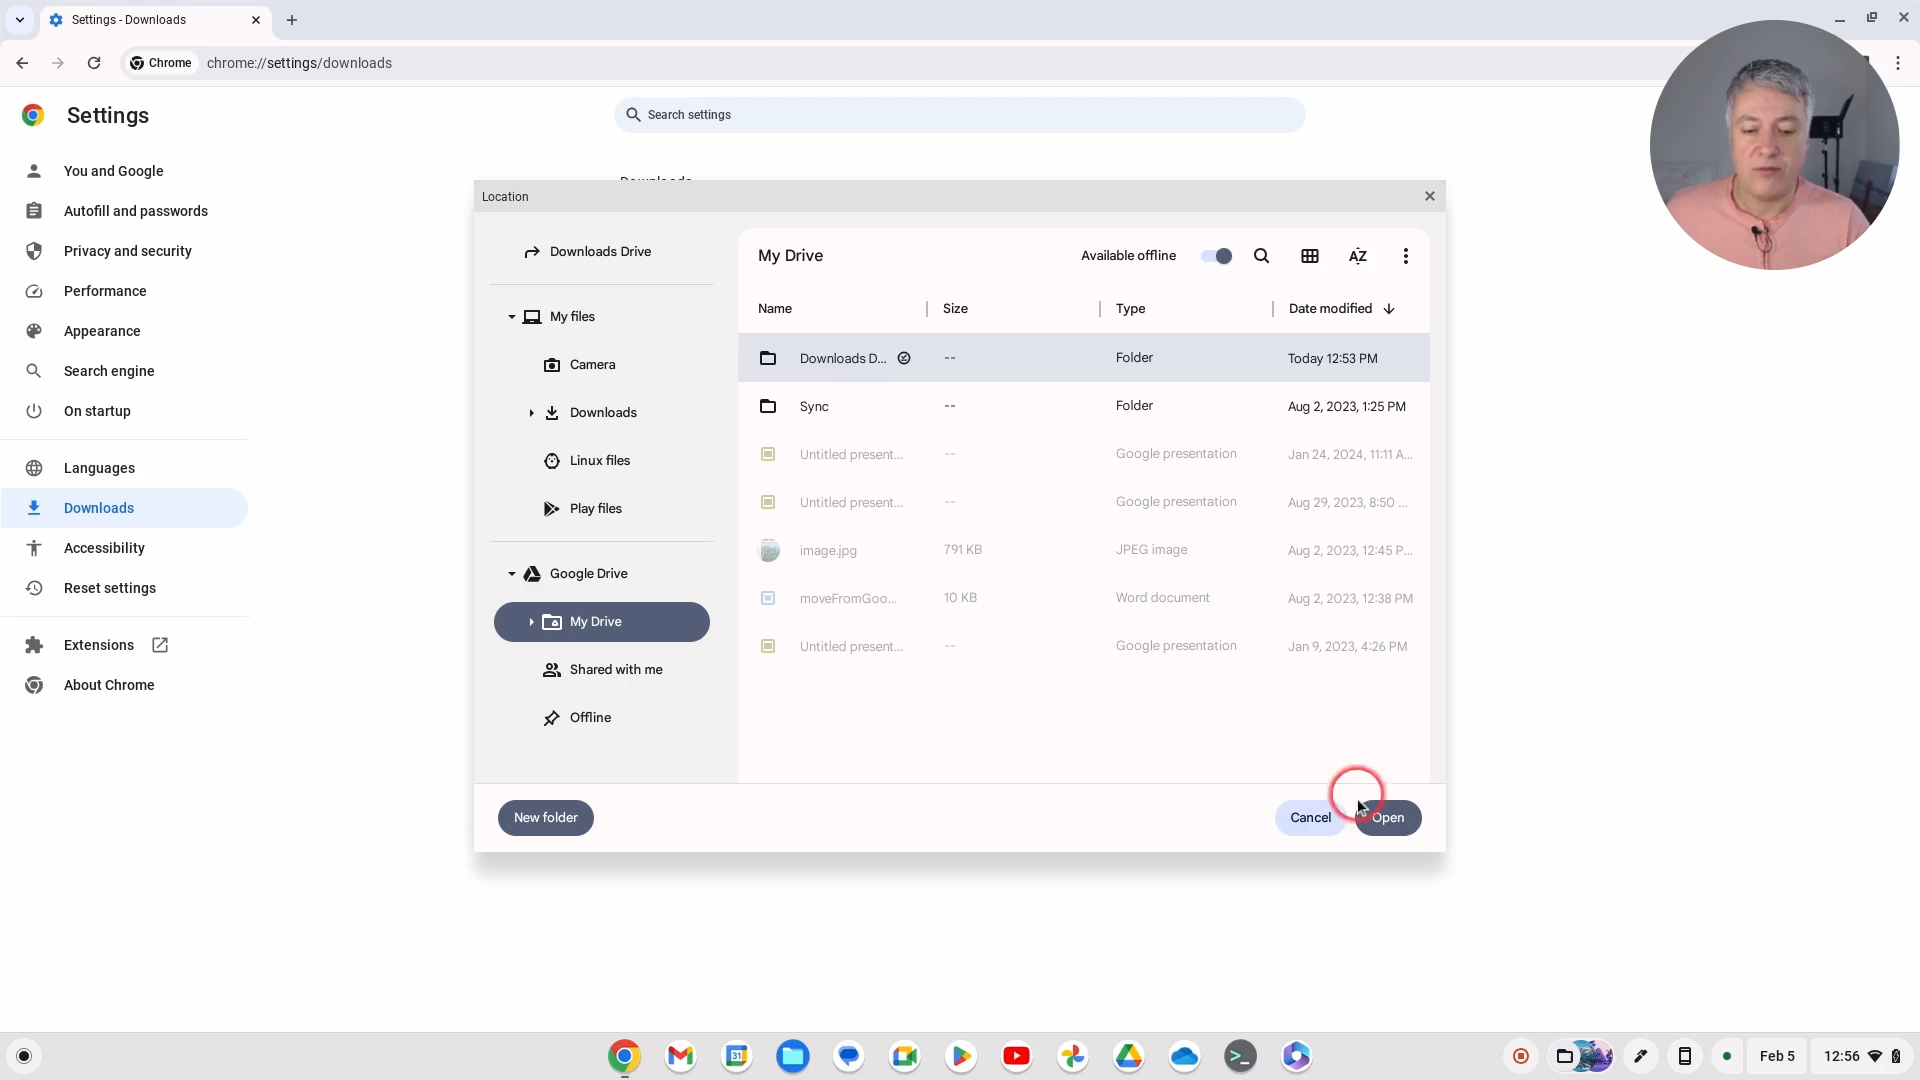 Settings - Downloads
Chrome
chrome://settings/downloads
Settings
Search settings
You and Google
Autofill and passwords
Privacy and security
Performance
Appearance
Search engine
On startup
Languages
Downloads
Accessibility
Reset settings
Extensions
About Chrome
Downloads
Location
Downloads Drive
My files
Camera
Downloads
Linux files
Play files
Google Drive
My Drive
Shared with me
Offline
My Drive
Available offline
AZ
Name Size Type Date modified
Downloads D... -- Folder Today 12:53 PM
Sync -- Folder Aug 2, 2023, 1:25 PM
Untitled present... -- Google presentation Jan 24, 2024, 11:11 A...
Untitled present... -- Google presentation Aug 29, 2023, 8:50 ...
image.jpg 791 KB JPEG image Aug 2, 2023, 12:45 P...
moveFromGoo... 10 KB Word document Aug 2, 2023, 12:38 PM
Untitled present... -- Google presentation Jan 9, 2023, 4:26 PM
New folder
Cancel
Open
31
Feb 5
12:56